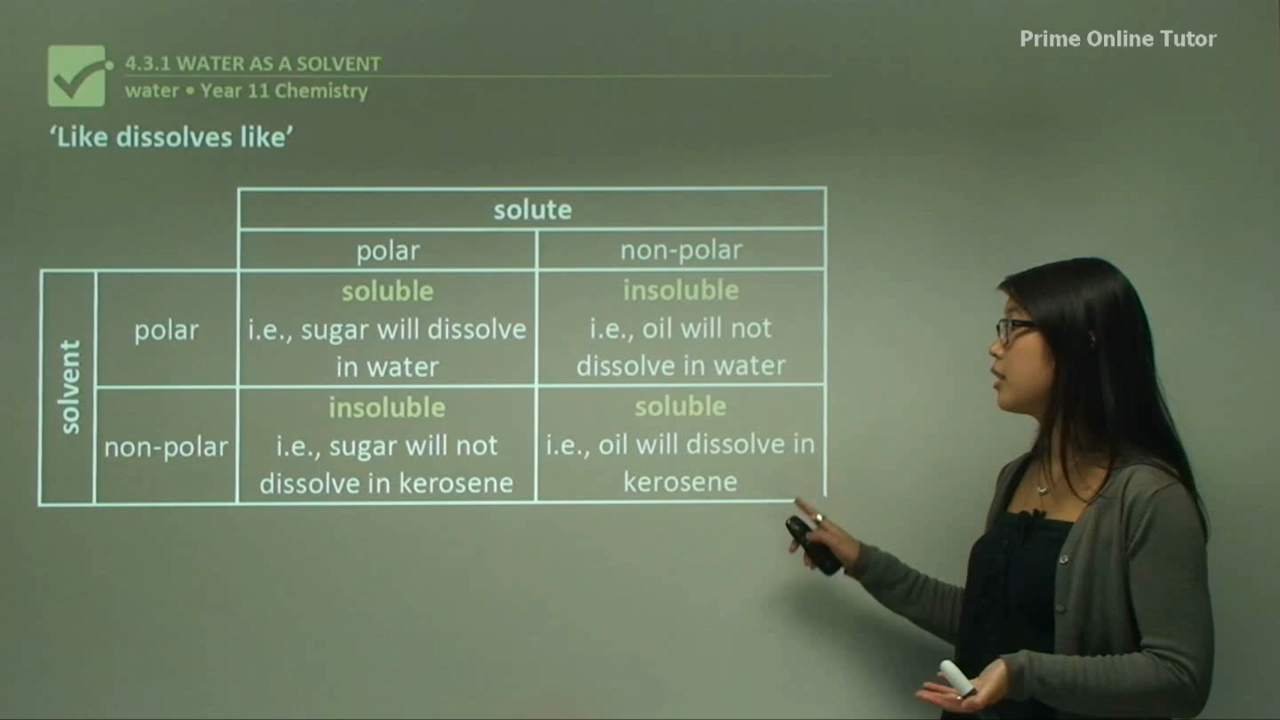 Prime Online Tutor
4.3.1 WATER AS A SOLVENT
water • Year 11 Chemistry
‘Like dissolves like’
solute
polar
non-polar
solvent
polar
soluble
i.e., sugar will dissolve
in water
insoluble
i.e., oil will not
dissolve in water
non-polar
insoluble
i.e., sugar will not
dissolve in kerosene
soluble
i.e., oil will dissolve in
kerosene